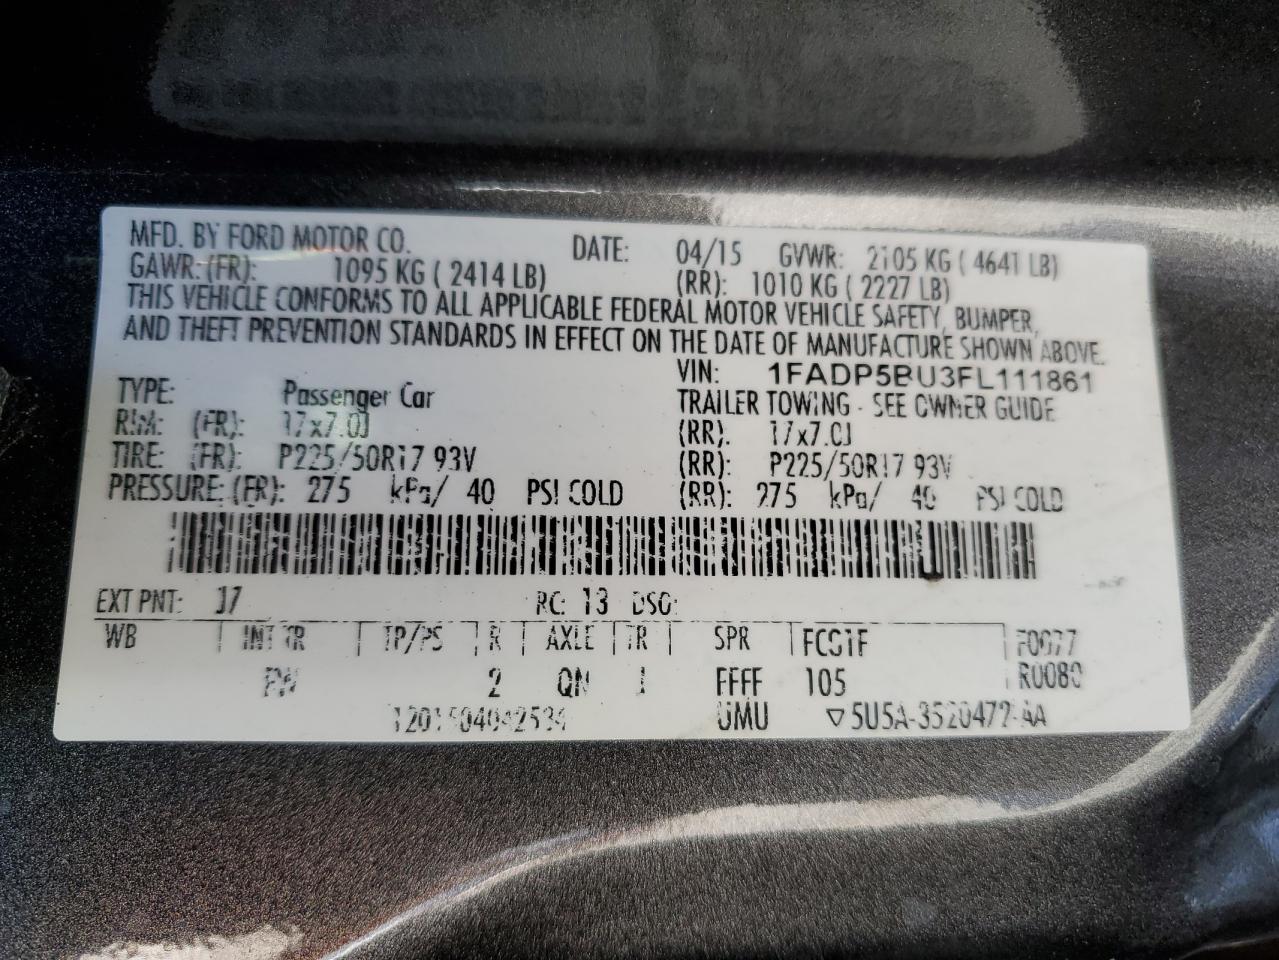 MFD. BY FORD MOTOR CO. DATE: 04/15 GVWR: 2105 KG ( 4641 LB)
GAWR: (FR): 1095 KG ( 2414 LB) (RR): 1010 KG ( 2227 LB)
THIS VEHICLE CONFORMS TO ALL APPLICABLE FEDERAL MOTOR VEHICLE SAFETY, BUMPER,
AND THEFT PREVENTION STANDARDS IN EFFECT ON THE DATE OF MANUFACTURE SHOWN ABOVE.
VIN: 1FADP5BU3FL111861
TYPE: Passenger Car TRAILER TOWING - SEE OWNER GUIDE
RIM: (FR): 17x7.0J (RR): 17x7.0J
TIRE: (FR): P225/50R17 93V (RR): P225/50R17 93V
PRESSURE: (FR): 275 kPa/ 40 PSI COLD (RR): 275 kPa/ 40 PSI COLD
EXT PNT: J7 RC: 13 DSO:
WB | INT TR | TP/PS | R | AXLE | TR | SPR | FCSTF | F0077
2 QN 1 FFFF 105 | R0080
UMU ▽5U5A-3520472-AA